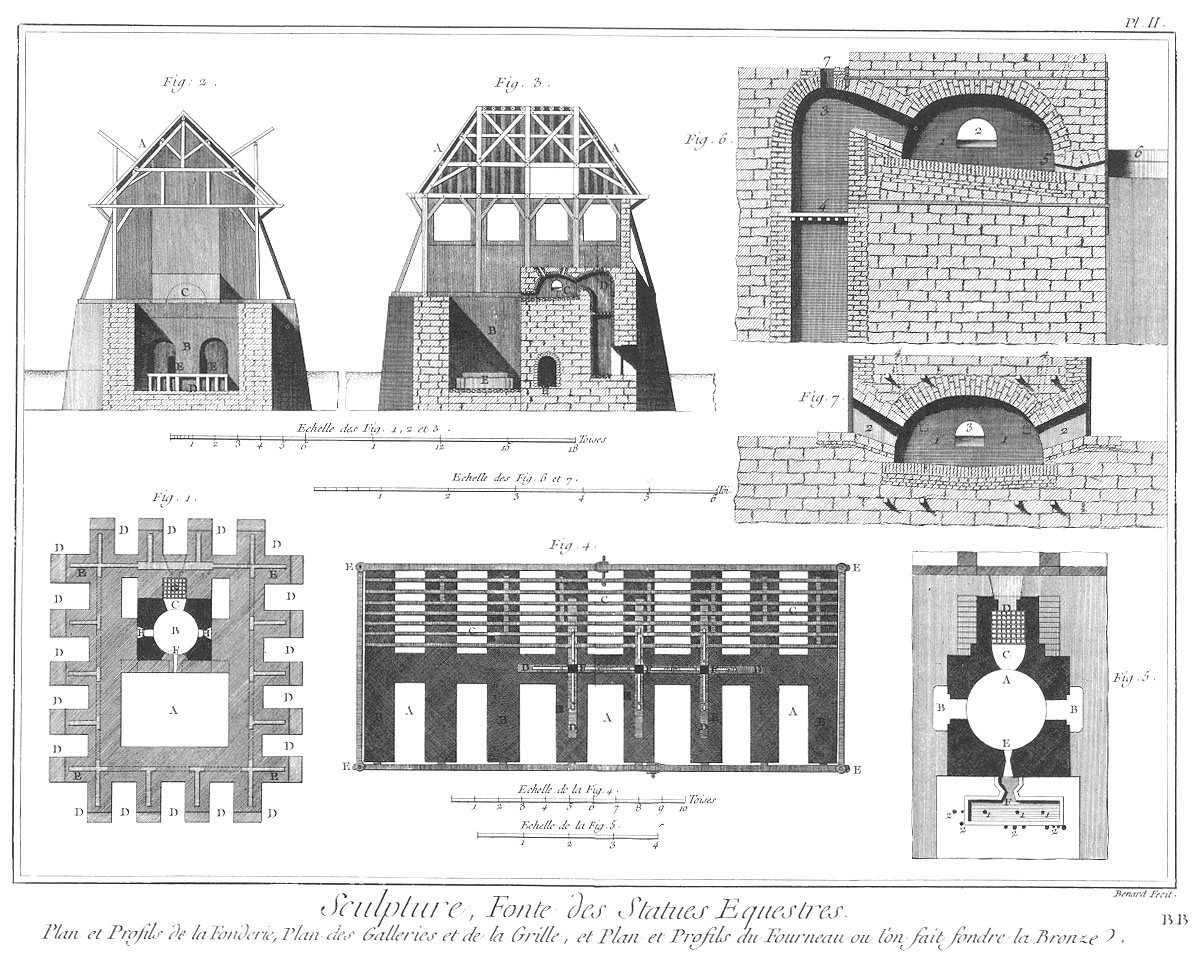 Pl. II.
Fig. 2.
A
C
B
E E
D
Fig. 3.
A A
C D
B
E
Echelle des Fig. 1, 2 et 3.
1 2 3 4 5 6 1 12 15 18 Toises
Echelle des Fig. 6 et 7.
1 2 3 4 5 6 Toi.
Fig. 6.
7
3
1 2
5 6
4
Fig. 7.
4 4
2 1 3 1 2
Fig. 1.
D D D D
D D
E E
C
D D
B
F
D D
A
D D
D D
E E
D D D D
Fig. 4.
E E
C
C
C
D E E D
A B A A B
D D
E E
Echelle de la Fig. 4.
1 2 3 4 5 6 7 8 9 10 Toises
Echelle de la Fig. 5.
1 2 3 4
Fig. 5.
D
C
A
B B
E
F
2 1 1 1
2 2 2
Benard Fecit.
Sculpture, Fonte des Statues Equestres.
BB
Plan et Profils de la Fonderie, Plan des Galleries et de la Grille, et Plan et Profils du Fourneau ou l'on fait fondre la Bronze.